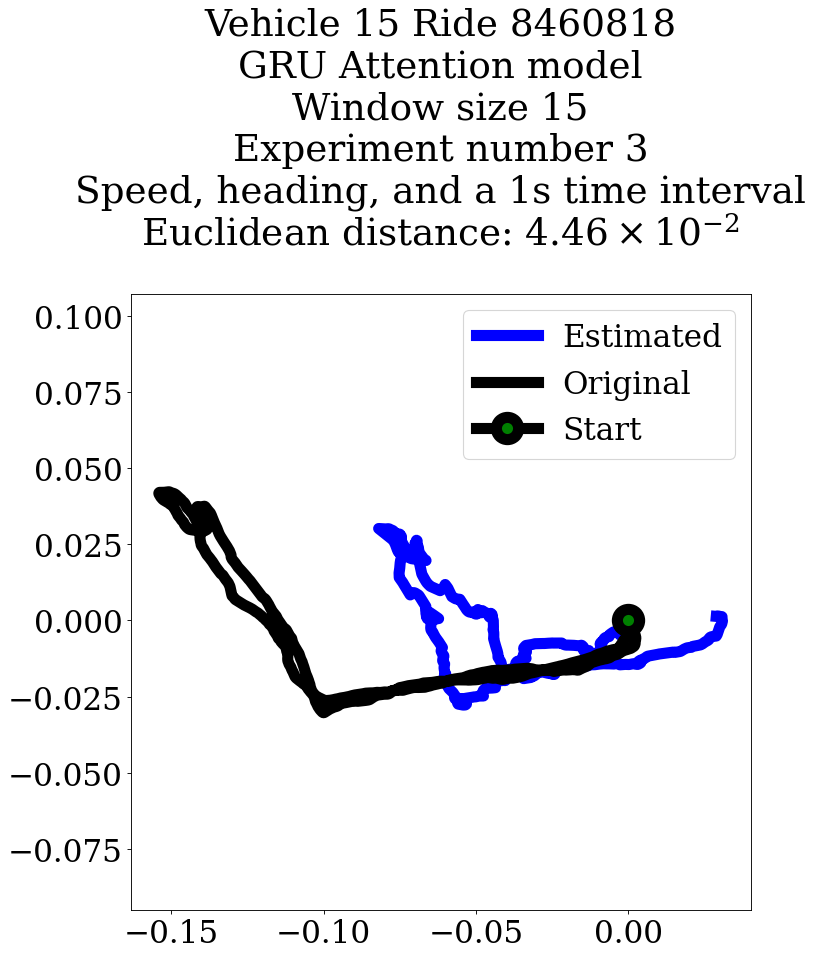 Vehicle 15 Ride 8460818
GRU Attention model
Window size 15
Experiment number 3
Speed, heading, and a 1s time interval
Euclidean distance: 4.46 × 10⁻²
Estimated
Original
Start
0.100
0.075
0.050
0.025
0.000
−0.025
−0.050
−0.075
−0.15 −0.10 −0.05 0.00